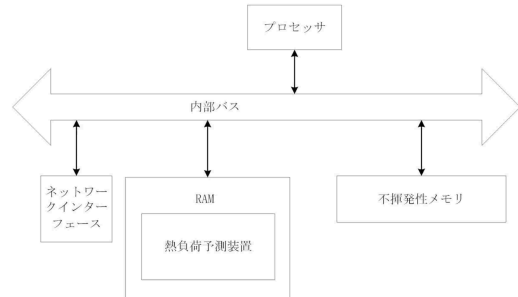 プロセッサ
内部バス
ネットワー
クインター
フェース
RAM
熱負荷予測装置
不揮発性メモリ